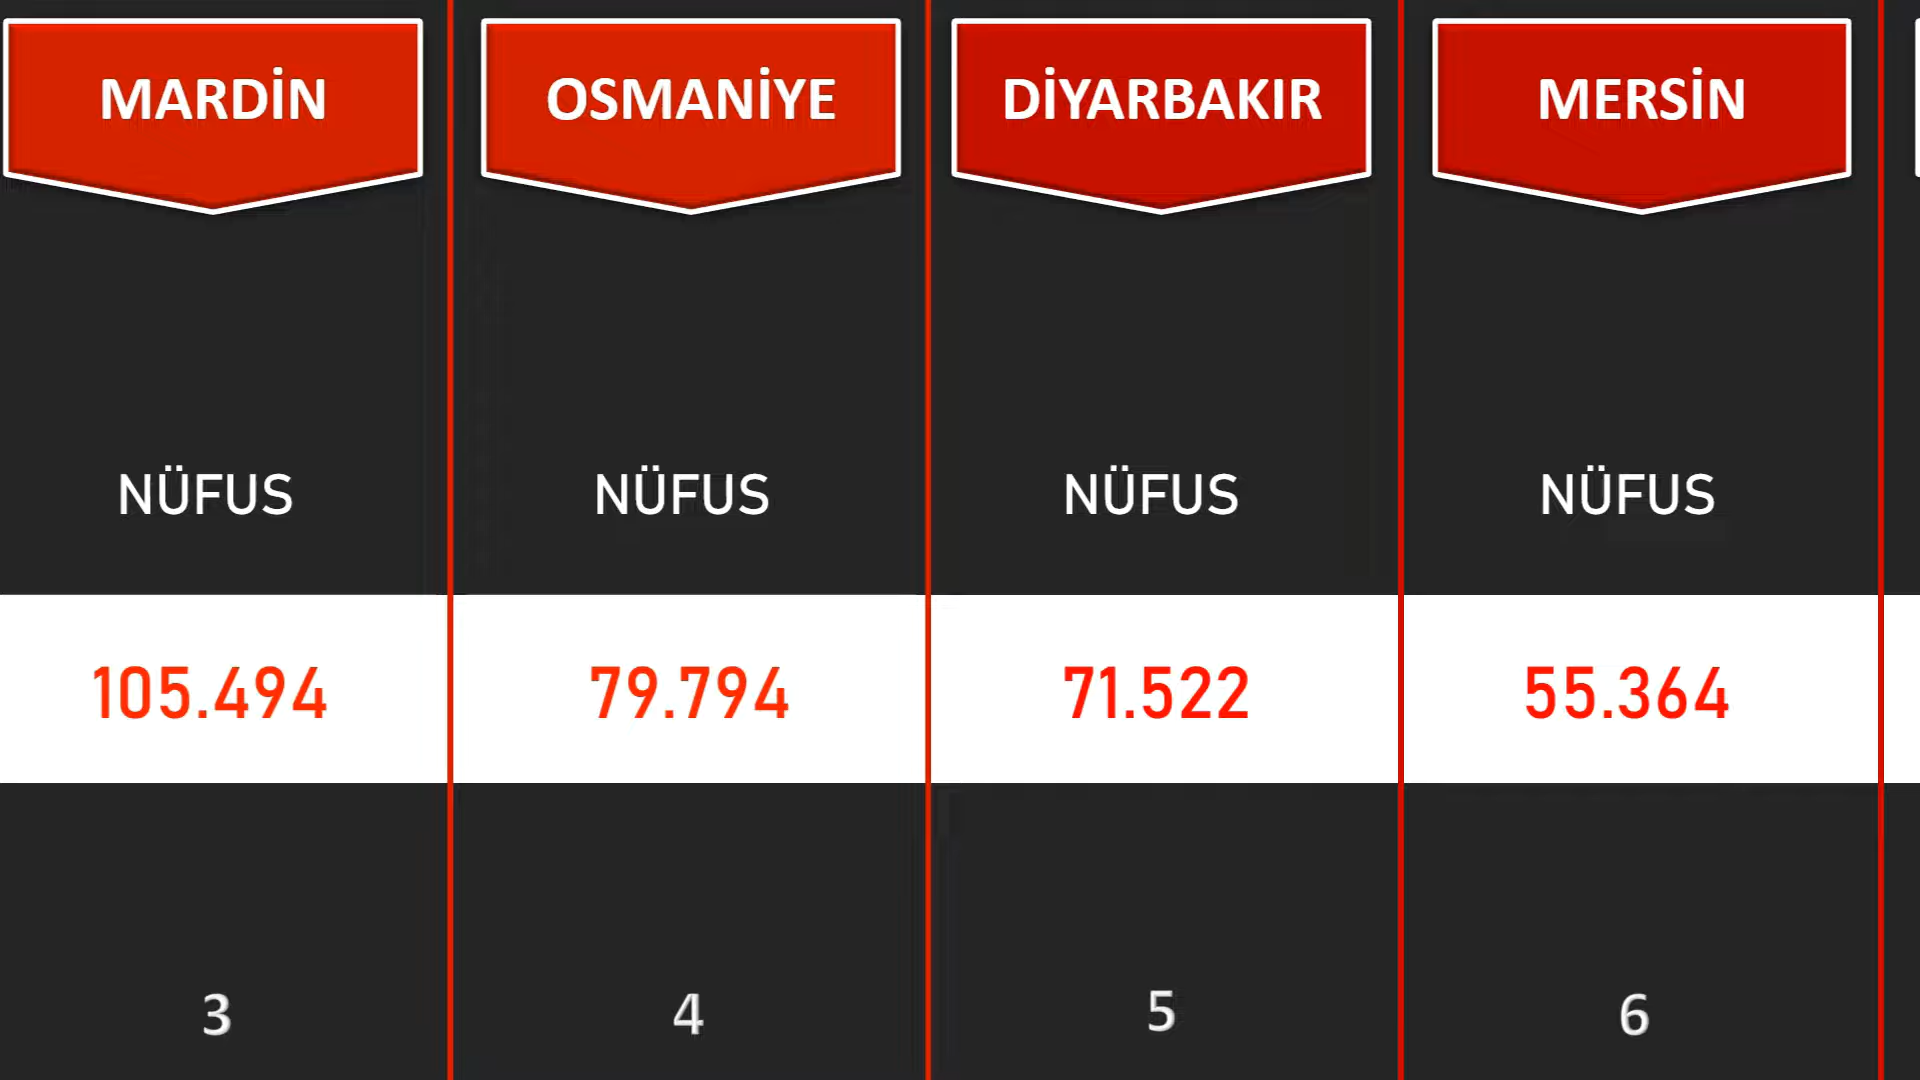 MARDİN
OSMANİYE
DİYARBAKIR
MERSİN
NÜFUS
NÜFUS
NÜFUS
NÜFUS
105.494
79.794
71.522
55.364
3
4
5
6